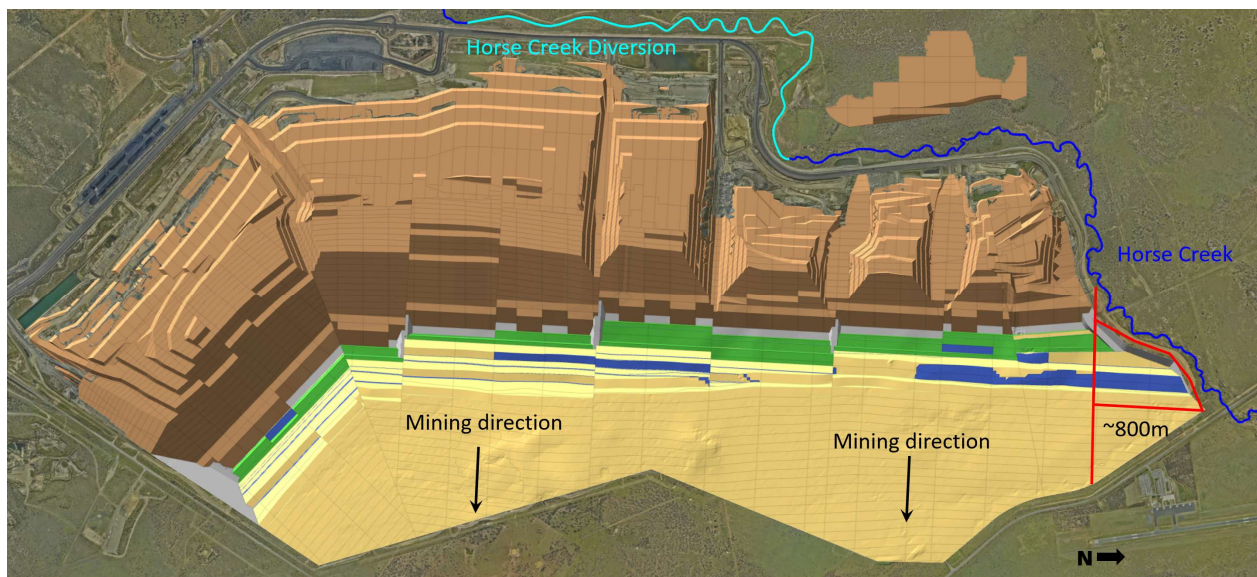 Horse Creek Diversion
Horse Creek
Mining direction
Mining direction
~800m
N